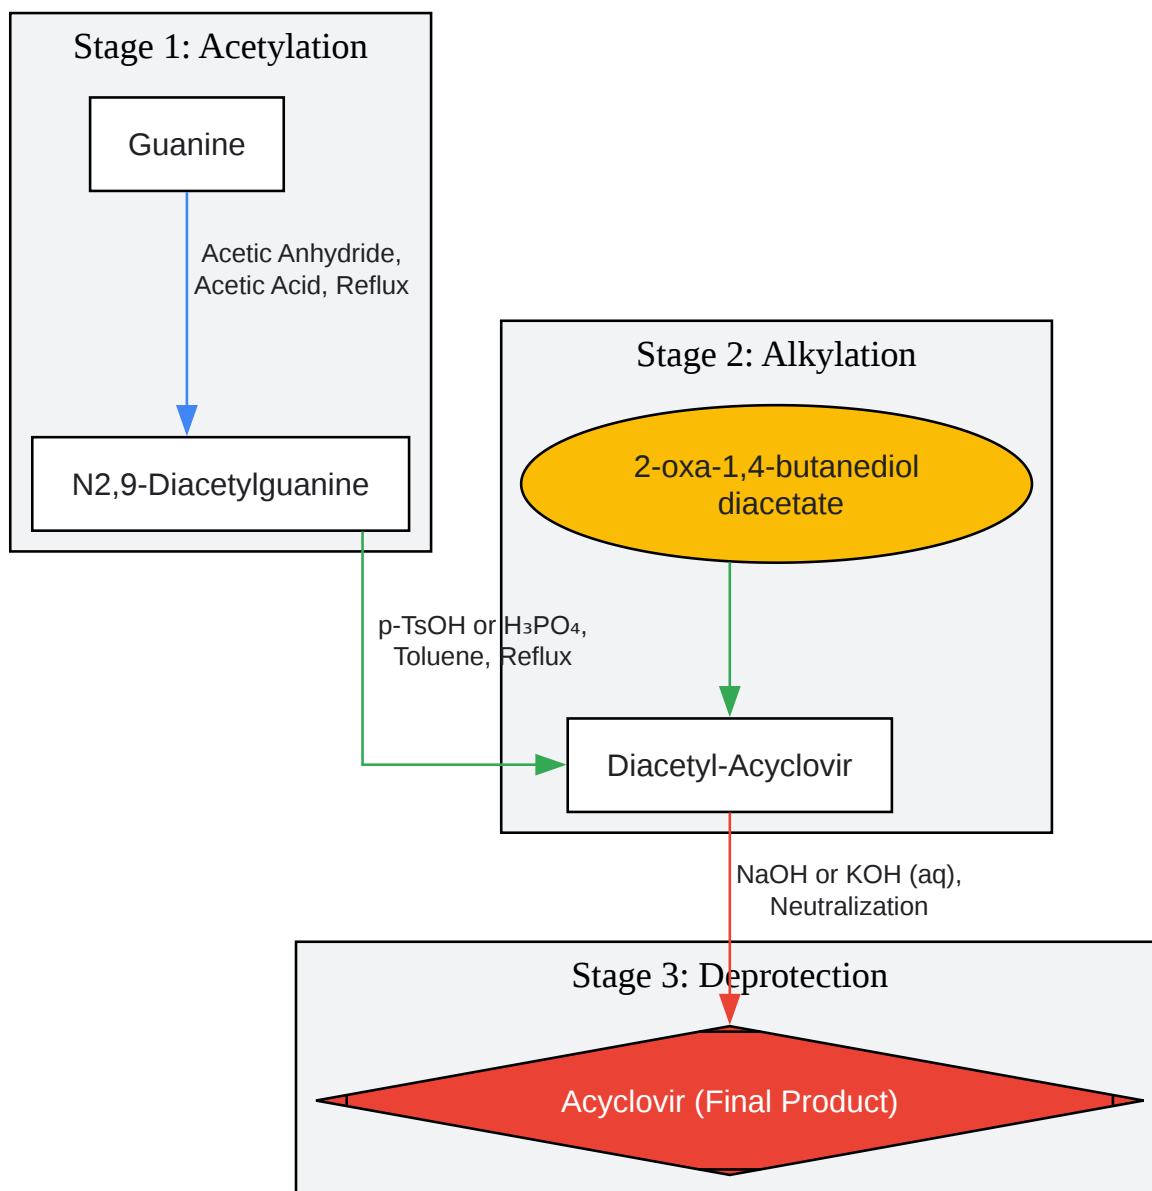 Stage 1: Acetylation
Guanine
Acetic Anhydride,
Acetic Acid, Reflux
N2,9-Diacetylguanine
Stage 2: Alkylation
2-oxa-1,4-butanediol
diacetate
p-TsOH or H₃PO₄,
Toluene, Reflux
Diacetyl-Acyclovir
NaOH or KOH (aq),
Neutralization
Stage 3: Deprotection
Acyclovir (Final Product)